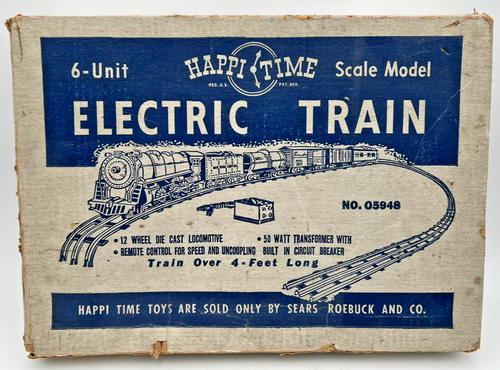 6-Unit HAPPI TIME Scale Model
REG. U.S. PAT. OFF.
ELECTRIC TRAIN
NO. 05948
• 12 WHEEL DIE CAST LOCOMOTIVE • 50 WATT TRANSFORMER WITH
• REMOTE CONTROL FOR SPEED AND UNCOUPLING BUILT IN CIRCUIT BREAKER
Train Over 4-Feet Long
HAPPI TIME TOYS ARE SOLD ONLY BY SEARS ROEBUCK AND CO.